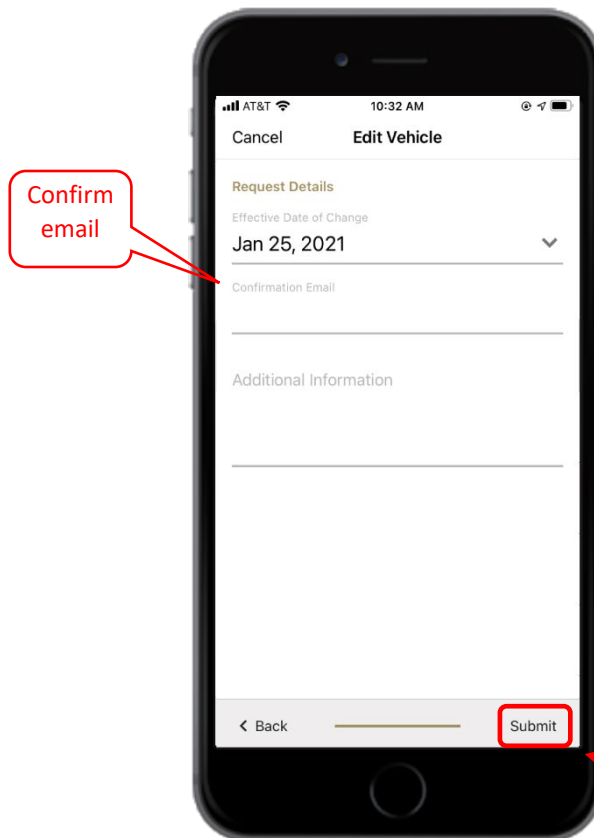 AT&T 10:32 AM
Cancel Edit Vehicle
Request Details
Effective Date of Change
Jan 25, 2021
Confirm
email
Confirmation Email
Additional Information
Back Submit